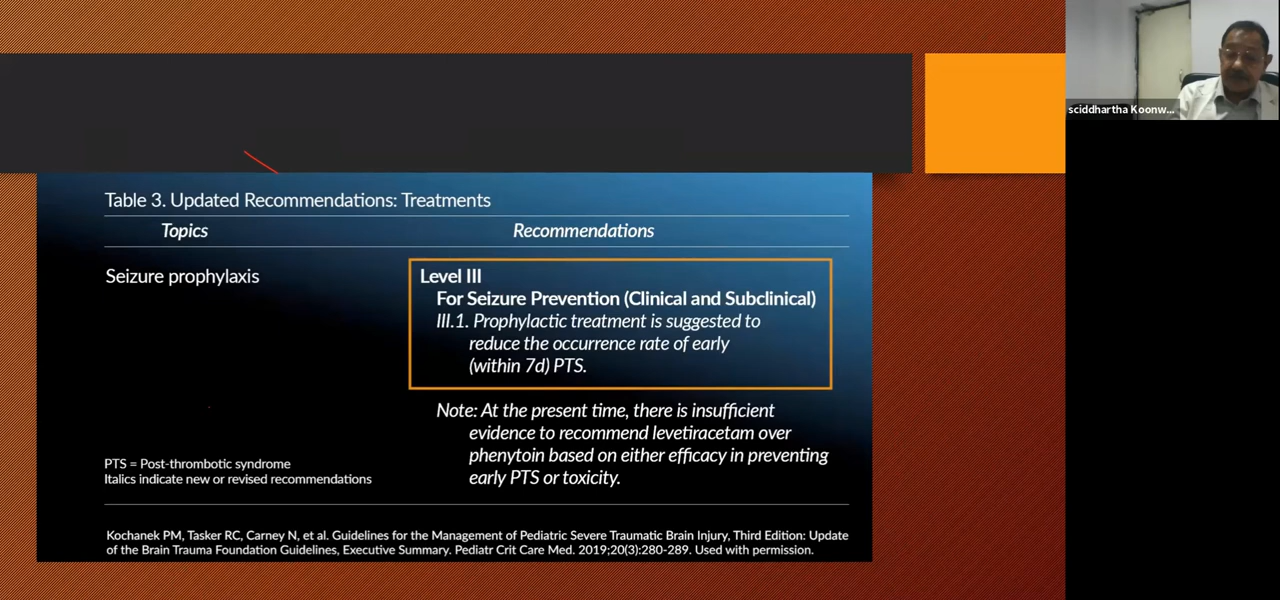 sciddhartha Koonw...
Table 3. Updated Recommendations: Treatments
Topics Recommendations
Seizure prophylaxis
Level III
For Seizure Prevention (Clinical and Subclinical)
III.1. Prophylactic treatment is suggested to
reduce the occurrence rate of early
(within 7d) PTS.
Note: At the present time, there is insufficient
evidence to recommend levetiracetam over
phenytoin based on either efficacy in preventing
early PTS or toxicity.
PTS = Post-thrombotic syndrome
Italics indicate new or revised recommendations
Kochanek PM, Tasker RC, Carney N, et al. Guidelines for the Management of Pediatric Severe Traumatic Brain Injury, Third Edition: Update
of the Brain Trauma Foundation Guidelines, Executive Summary. Pediatr Crit Care Med. 2019;20(3):280-289. Used with permission.